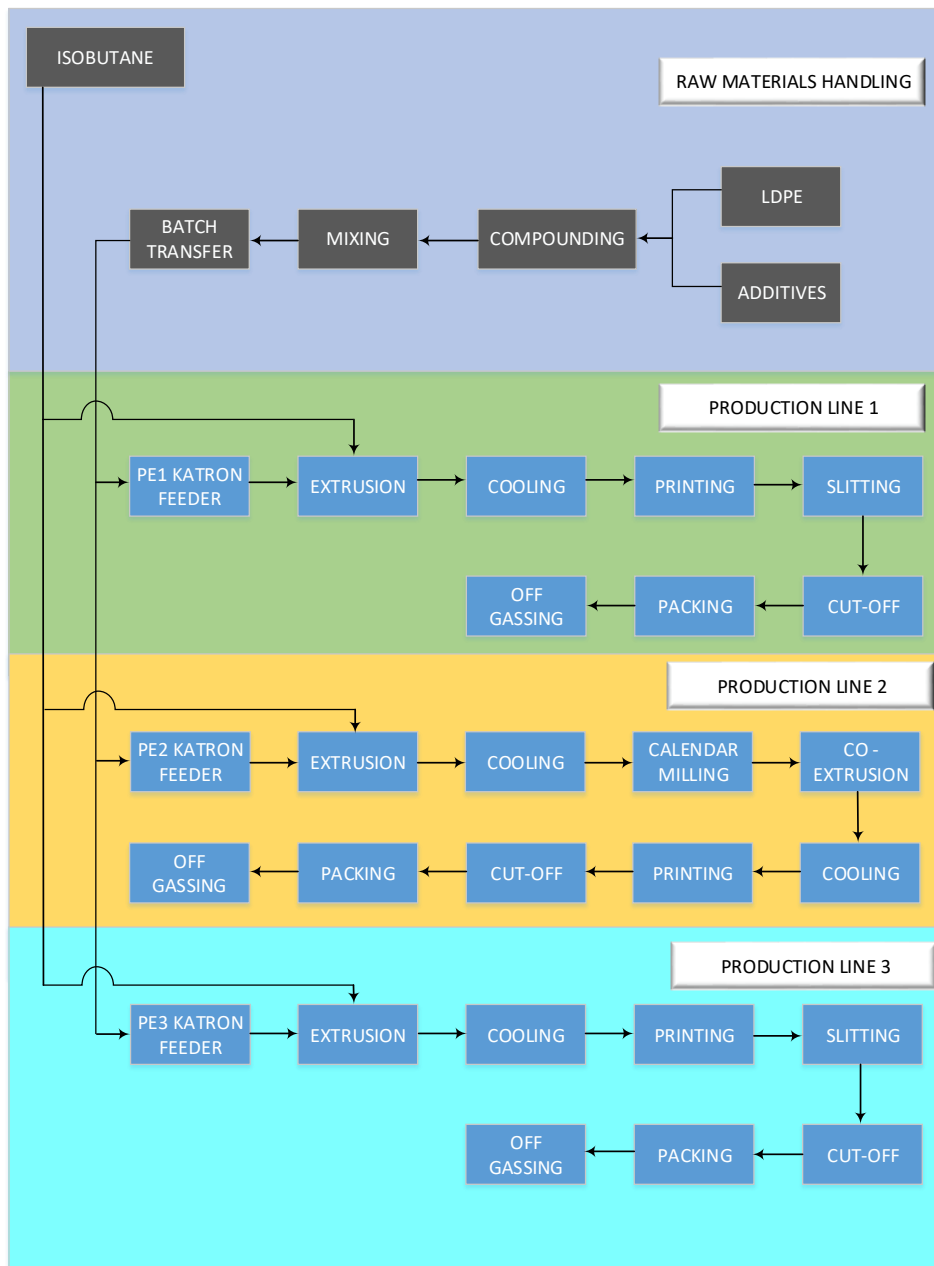 ISOBUTANE
RAW MATERIALS HANDLING
LDPE
BATCH
TRANSFER
MIXING
COMPOUNDING
ADDITIVES
PRODUCTION LINE 1
PE1 KATRON
FEEDER
EXTRUSION
COOLING
PRINTING
SLITTING
OFF
GASSING
PACKING
CUT-OFF
PRODUCTION LINE 2
PE2 KATRON
FEEDER
EXTRUSION
COOLING
CALENDAR
MILLING
CO -
EXTRUSION
OFF
GASSING
PACKING
CUT-OFF
PRINTING
COOLING
PRODUCTION LINE 3
PE3 KATRON
FEEDER
EXTRUSION
COOLING
PRINTING
SLITTING
OFF
GASSING
PACKING
CUT-OFF